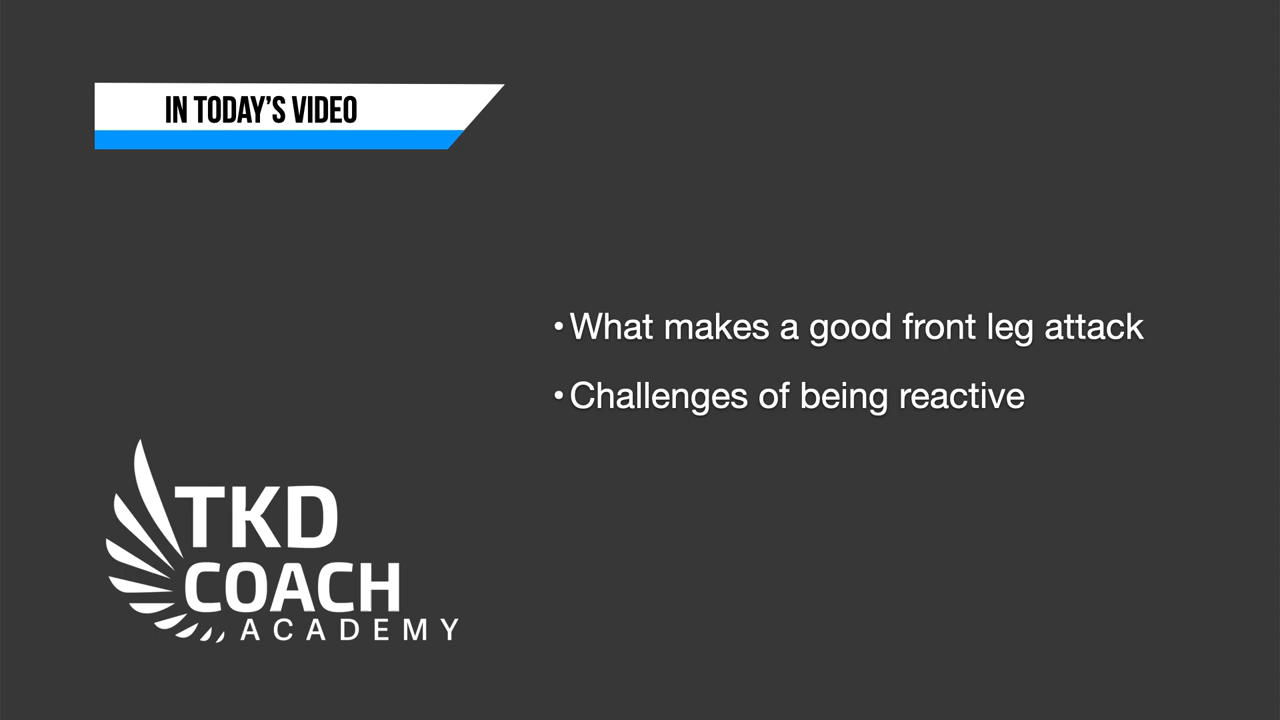 IN TODAY'S VIDEO
• What makes a good front leg attack
• Challenges of being reactive
TKD
COACH
ACADEMY